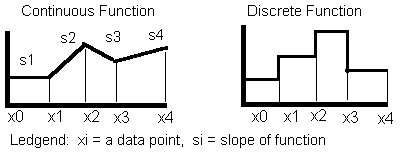 Continuous Function
Discrete Function
s1 s2 s3 s4
x0 x1 x2 x3 x4
x0 x1 x2 x3 x4
Ledgend: xi = a data point, si = slope of function